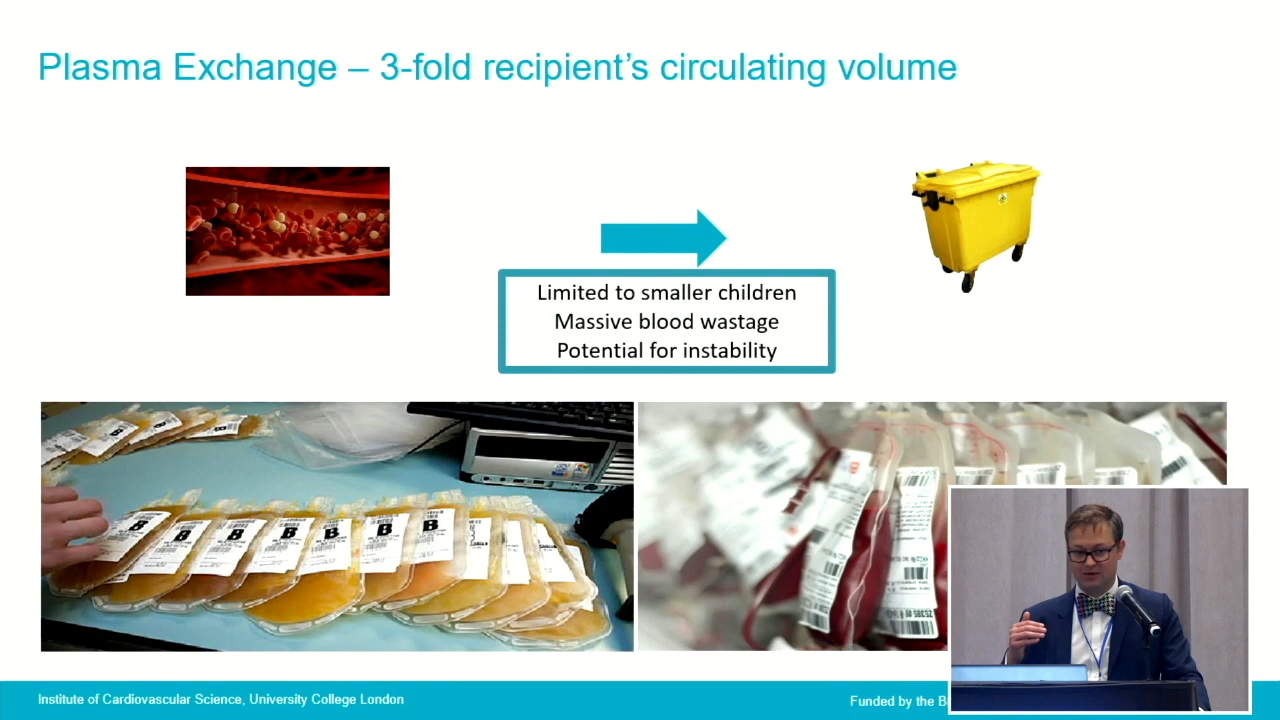 Plasma Exchange – 3-fold recipient's circulating volume
Limited to smaller children
Massive blood wastage
Potential for instability
B
B
B
B
B
B
B
Institute of Cardiovascular Science, University College London
Funded by the B